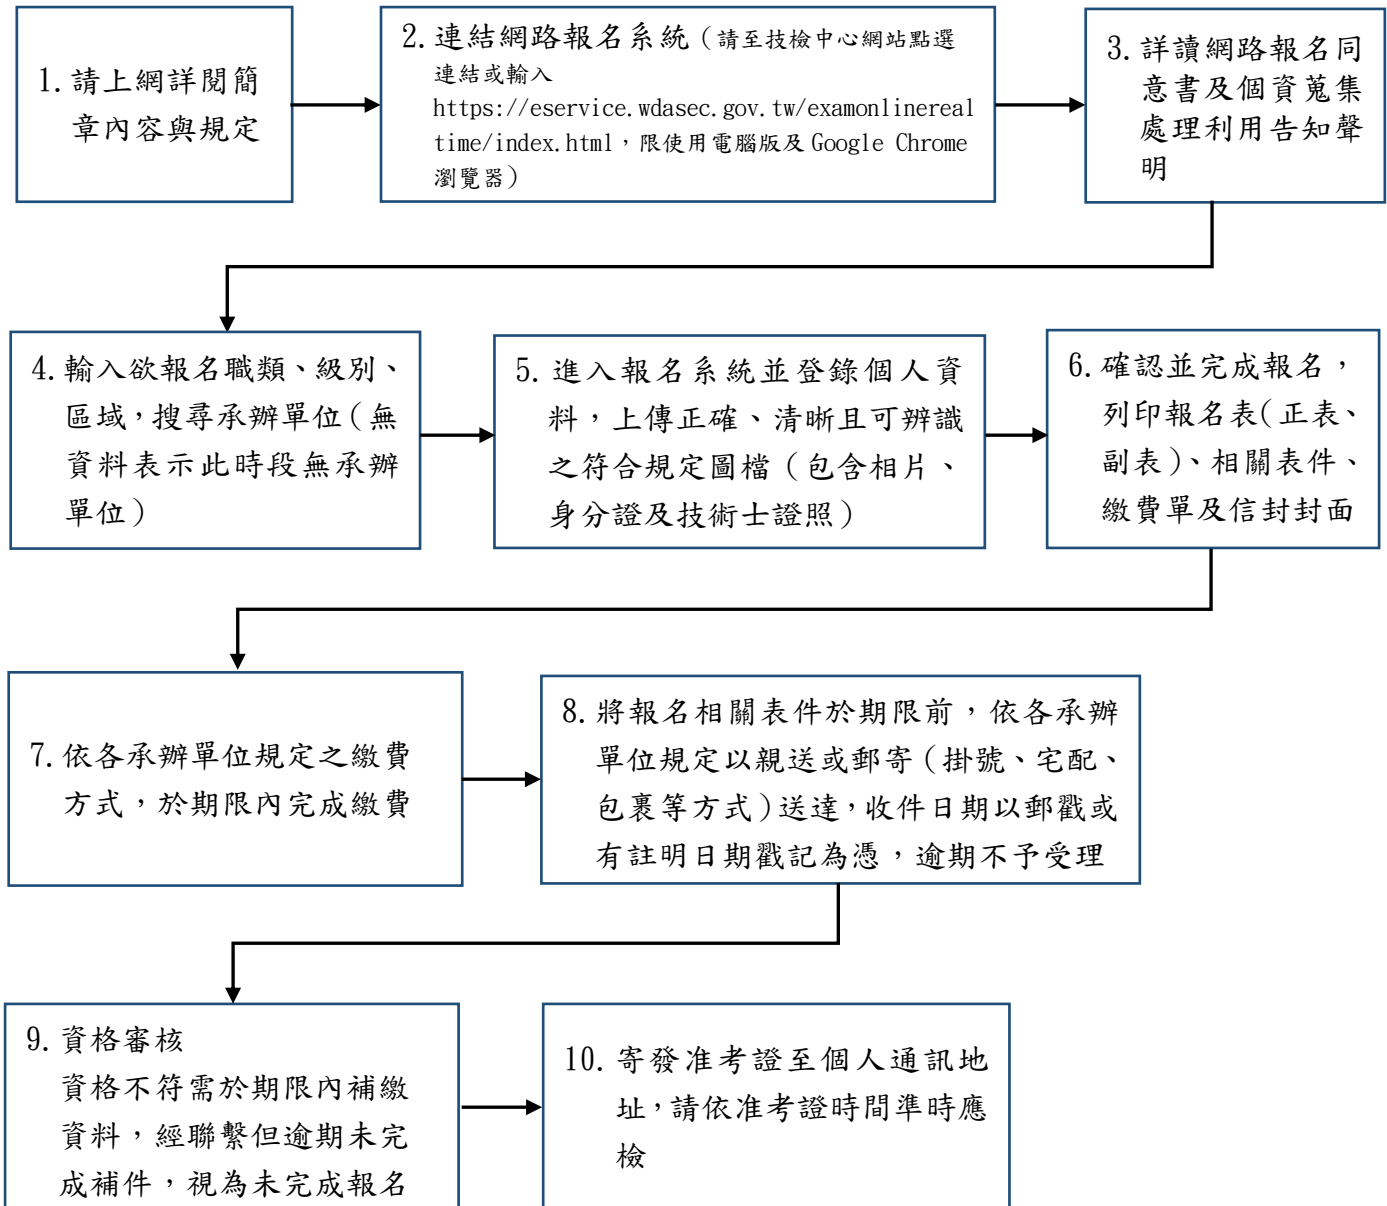 1. 請上網詳閱簡
章內容與規定
2. 連結網路報名系統（請至技檢中心網站點選
連結或輸入
https://eservice.wdasec.gov.tw/examonlinereal
time/index.html，限使用電腦版及 Google Chrome
瀏覽器）
3. 詳讀網路報名同
意書及個資蒐集
處理利用告知聲
明
4. 輸入欲報名職類、級別、
區域，搜尋承辦單位（無
資料表示此時段無承辦
單位）
5. 進入報名系統並登錄個人資
料，上傳正確、清晰且可辨識
之符合規定圖檔（包含相片、
身分證及技術士證照）
6. 確認並完成報名，
列印報名表（正表、
副表）、相關表件、
繳費單及信封封面
7. 依各承辦單位規定之繳費
方式，於期限內完成繳費
8. 將報名相關表件於期限前，依各承辦
單位規定以親送或郵寄（掛號、宅配、
包裹等方式）送達，收件日期以郵戳或
有註明日期戳記為憑，逾期不予受理
9. 資格審核
資格不符需於期限內補繳
資料，經聯繫但逾期未完
成補件，視為未完成報名
10. 寄發准考證至個人通訊地
址，請依准考證時間準時應
檢